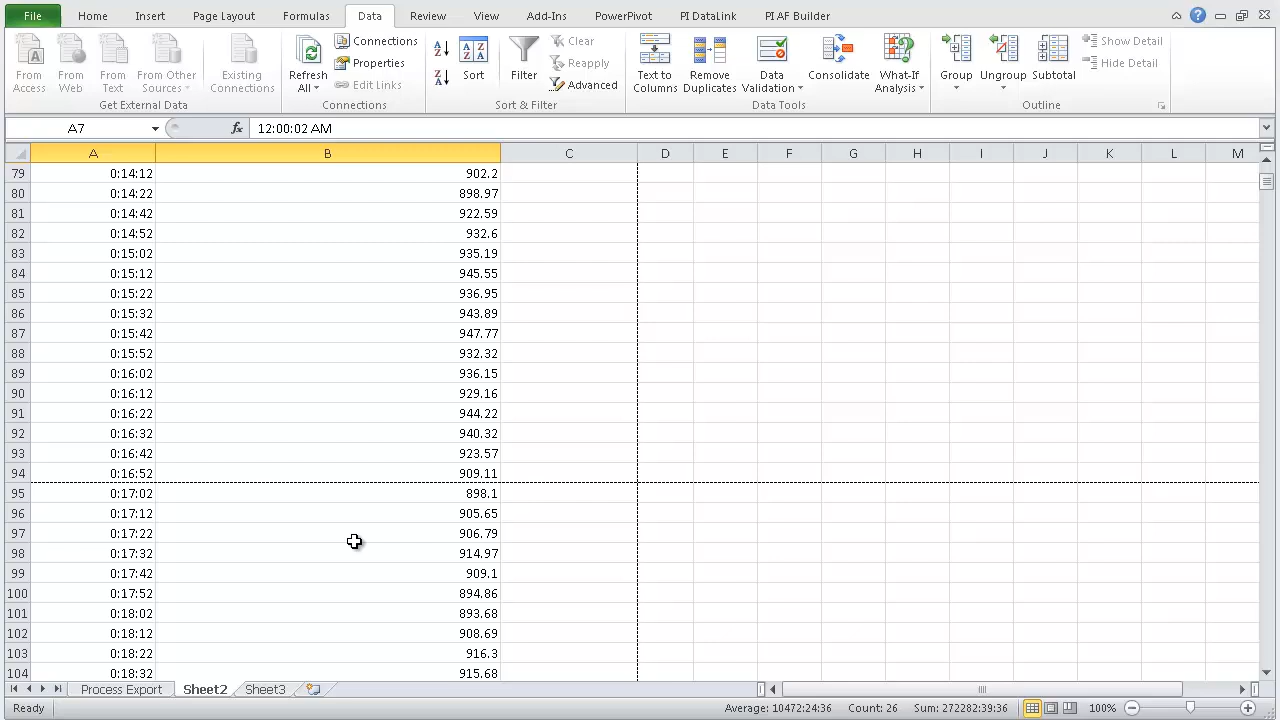 File Home Insert Page Layout Formulas Data Review View Add-Ins PowerPivot PI DataLink PI AF Builder
From Access From Web From Text From Other Sources Existing Connections Refresh All Connections Properties Edit Links Sort Filter Clear Reapply Advanced Text to Columns Remove Duplicates Data Validation Consolidate What-If Analysis Group Ungroup Subtotal Show Detail Hide Detail
Get External Data Connections Sort & Filter Data Tools Outline
A7 fx 12:00:02 AM
A B C D E F G H I J K L M
79 0:14:12 902.2
80 0:14:22 898.97
81 0:14:42 922.59
82 0:14:52 932.6
83 0:15:02 935.19
84 0:15:12 945.55
85 0:15:22 936.95
86 0:15:32 943.89
87 0:15:42 947.77
88 0:15:52 932.32
89 0:16:02 936.15
90 0:16:12 929.16
91 0:16:22 944.22
92 0:16:32 940.32
93 0:16:42 923.57
94 0:16:52 909.11
95 0:17:02 898.1
96 0:17:12 905.65
97 0:17:22 906.79
98 0:17:32 914.97
99 0:17:42 909.1
100 0:17:52 894.86
101 0:18:02 893.68
102 0:18:12 908.69
103 0:18:22 916.3
104 0:18:32 915.68
Process Export Sheet2 Sheet3
Ready Average: 10472:24:36 Count: 26 Sum: 272282:39:36 100%